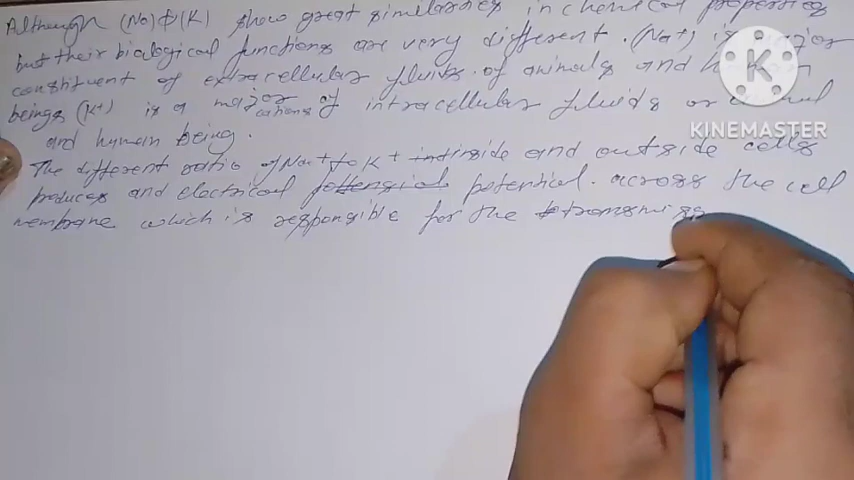 Although (Na) & (K) show great similarities in chemical properties
but their biological functions are very different. (Na+) is major
constituent of extracellular fluids of animals and human
beings (K+) is a major cations of intracellular fluids or animal
and human being.
The different ratio of Na+ to K+ inside and outside cells
produces and electrical potential. across the cell
membrane which is responsible for the transmiss
K
KINEMASTER